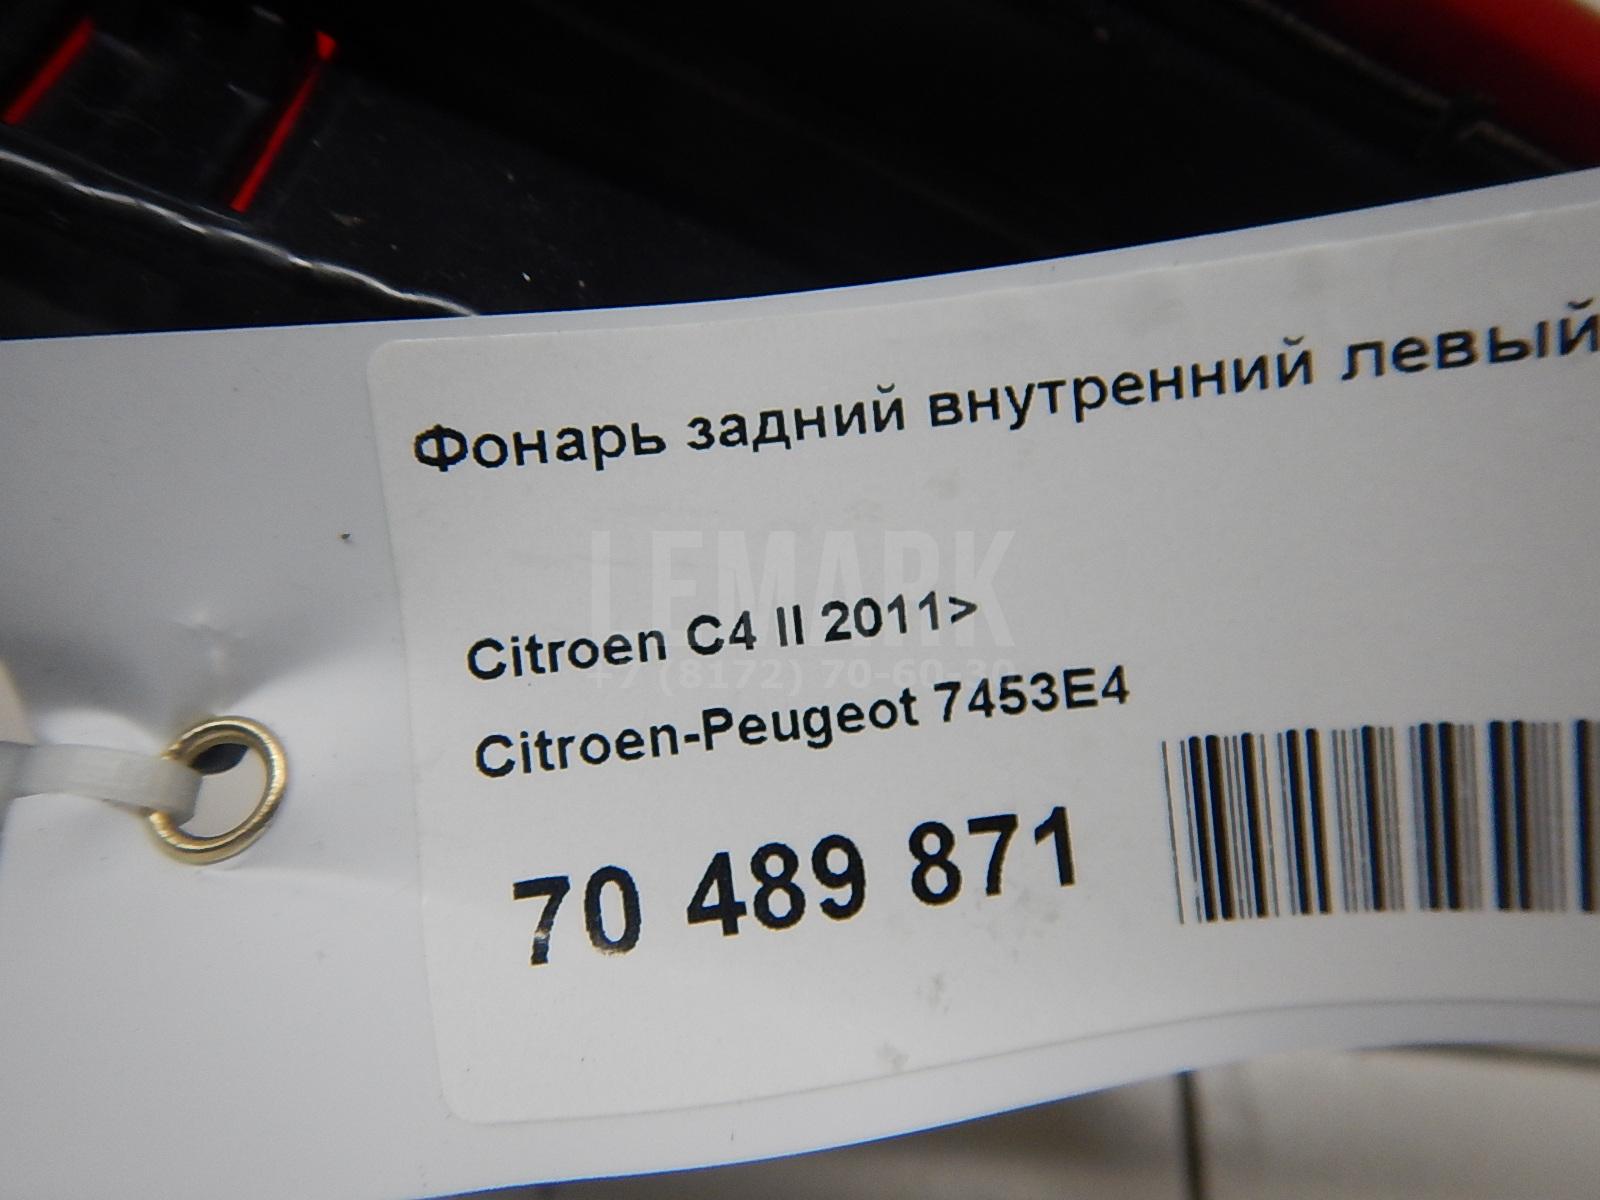 Фонарь задний внутренний левый
LEMARK
Citroen C4 II 2011>
+7 (8172) 70-60-30
Citroen-Peugeot 7453E4
70 489 871